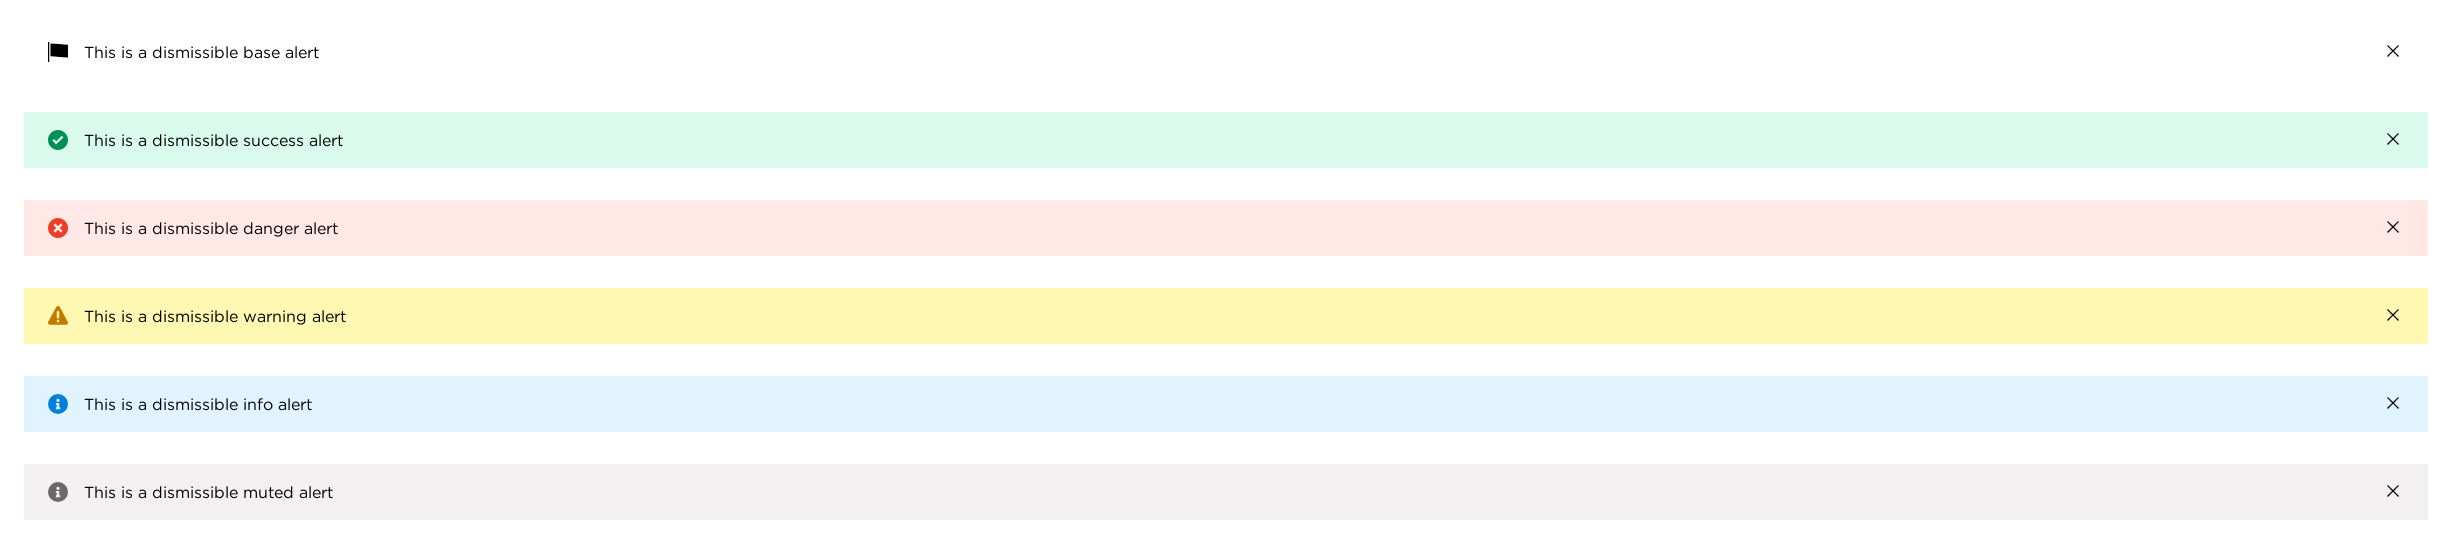 This is a dismissible base alert
This is a dismissible success alert
This is a dismissible danger alert
This is a dismissible warning alert
This is a dismissible info alert
This is a dismissible muted alert